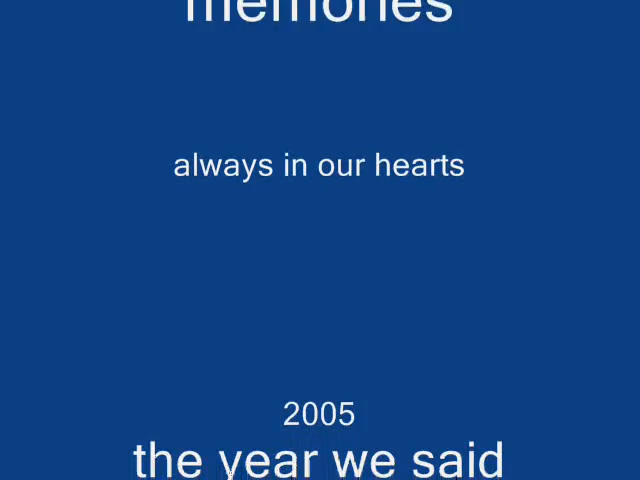 memories
always in our hearts
2005
the year we said